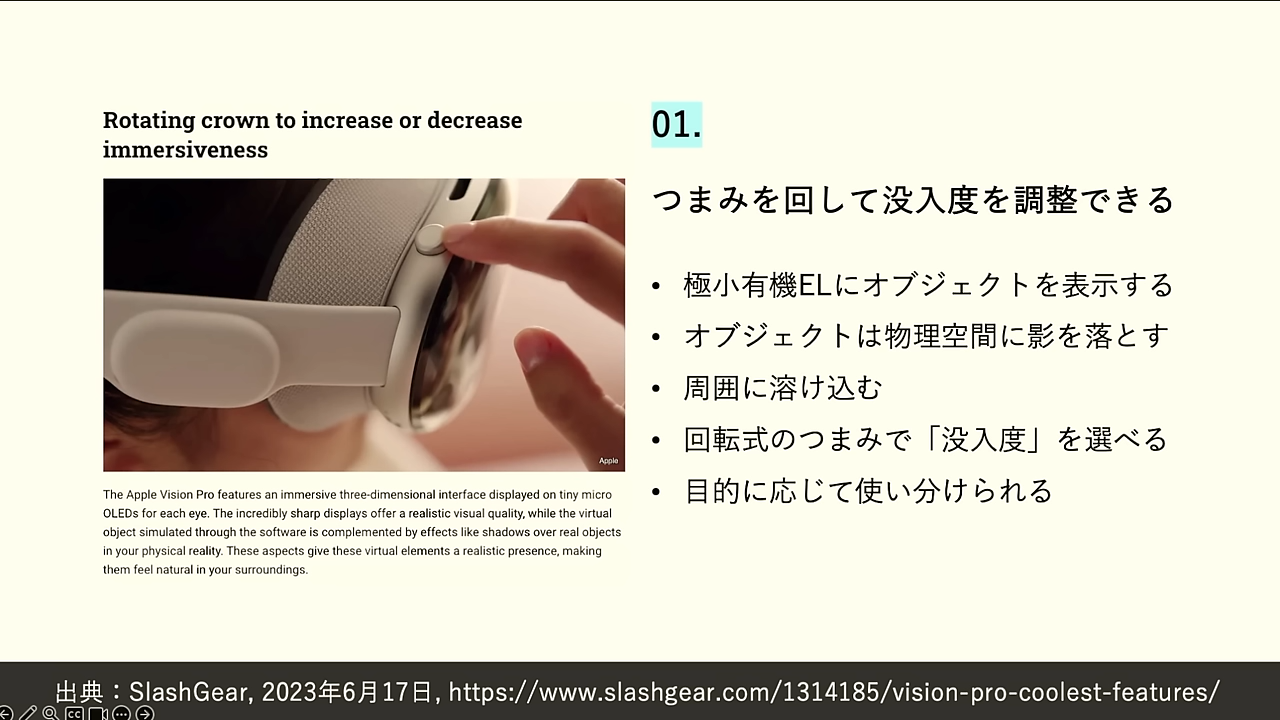 Rotating crown to increase or decrease
immersiveness
Apple
The Apple Vision Pro features an immersive three-dimensional interface displayed on tiny micro
OLEDs for each eye. The incredibly sharp displays offer a realistic visual quality, while the virtual
object simulated through the software is complemented by effects like shadows over real objects
in your physical reality. These aspects give these virtual elements a realistic presence, making
them feel natural in your surroundings.
01.
つまみを回して没入度を調整できる
• 極小有機ELにオブジェクトを表示する
• オブジェクトは物理空間に影を落とす
• 周囲に溶け込む
• 回転式のつまみで「没入度」を選べる
• 目的に応じて使い分けられる
出典：SlashGear, 2023年6月17日, https://www.slashgear.com/1314185/vision-pro-coolest-features/
CC